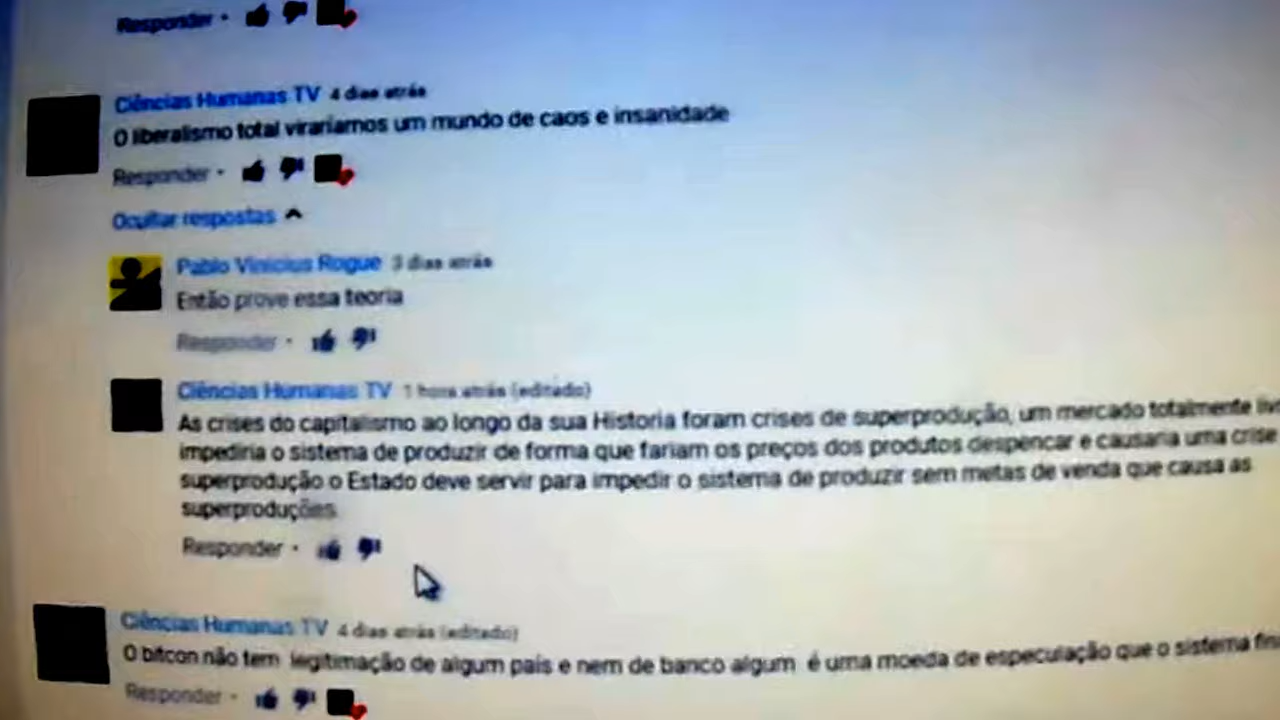 Responder
Ciências Humanas TV 4 dias atrás
O liberalismo total viraríamos um mundo de caos e insanidade
Responder
Ocultar respostas
Pablo Vinicius Rogue 3 dias atrás
Então prove essa teoria
Responder
Ciências Humanas TV 1 hora atrás (editado)
As crises do capitalismo ao longo da sua Historia foram crises de superprodução, um mercado totalmente
impediria o sistema de produzir de forma que fariam os preços dos produtos despencar e causaria uma crise
superprodução o Estado deve servir para impedir o sistema de produzir sem metas de venda que causa as
superproduções
Responder
Ciências Humanas TV 4 dias atrás (editado)
O bitcon não tem legitimação de algum país e nem de banco algum é uma moeda de especulação que o sistema
Responder